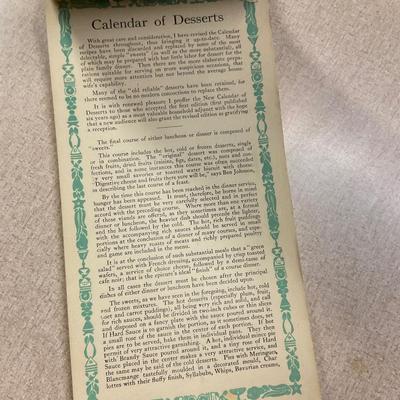 Calendar of Desserts
With great care and consideration, I have revised the Calendar
of Desserts throughout, thus bringing it up-to-date. Many
recipes have been discarded and replaced by some of the most
delectable, simple "sweets" (as well as the more substantial), all
of which may be prepared with far finer labor for dessert for the
plain family dinner. Then there are the more elaborate prepa-
rations suitable for serving on more auspicious occasions, that
will require more attention but not beyond the average house-
wife's capability.
Many of the "old reliable" desserts have been retained, for
there seemed to be no modern concoctions to replace them.
It is with renewed pleasure I proffer the New Calendar of
Desserts to those who accepted the first edition (first published
six years ago) as a most valuable household adjunct with the hope
that a new audience will also grant the revised edition as gratifying
a reception.
The final course of either luncheon or dinner is composed of
"sweets."
This course includes the hot, cold or frozen desserts, single
or in combination. The "original" dessert was composed of
fresh fruits, dried fruits (raisins, figs, dates, etc.), nuts and con-
fections, and in some instances this course was often succeeded
by very small savories or toasted water biscuit with cheese.
"Digestive cheese and fruits there sure will be," says Ben Johnson,
in describing the last course of a feast.
By the time this course has been reached in the dinner service,
hunger has been appeased. It must, therefore, be borne in mind
that the dessert must be very carefully selected and in perfect
accord with the preceding course. Where more than one variety
of these viands are offered, as they sometimes are, at a formal
dinner or luncheon, the heavier dish should precede the lighter,
and the hot followed by the cold. The hot, rich fruit puddings
with the accompanying rich sauces should be served in small
portions at the conclusion of a dinner of many courses, and espe-
cially where heavy roasts of meats and richly prepared poultry
and game are included in the menu.
It is at the conclusion of such substantial meals that a "green
salad" served with French dressing, accompanied by crisp toasted
wafers, a service of choice cheese, followed by a demi-tasse of
cafe noir; that is the epicure's ideal "finish" of a course dinner.
In all cases the dessert must be chosen after the principal
dishes of either dinner or luncheon have been decided upon.
The sweets, as we have seen in the foregoing, include hot, cold
and frozen mixtures. The hot desserts (especially plum, fruit,
suet and carrot puddings), all being very rich and solid, and call
for rich sauces, should be divided into two-inch cubes or thin slices
and disposed on a fancy plate with the sauce poured around it.
If Hard Sauce is to garnish the portion, as it sometimes does, set
a small rose of the sauce in the center of each portion. If hot
pies are to be served, bake them in individual pans. They then
permit of very attractive garnishing. A hot, individual mince pie
with Brandy Sauce poured around it, and a tiny rose of Hard
Sauce placed in the center makes a very attractive service, and
the same may be said of the cold desserts. Pies with Meringues,
Blancmange tastefully moulded in a decorated mould, Char
lottes with their fluffy finish, Syllabubs, Whips, Bavarian creams,